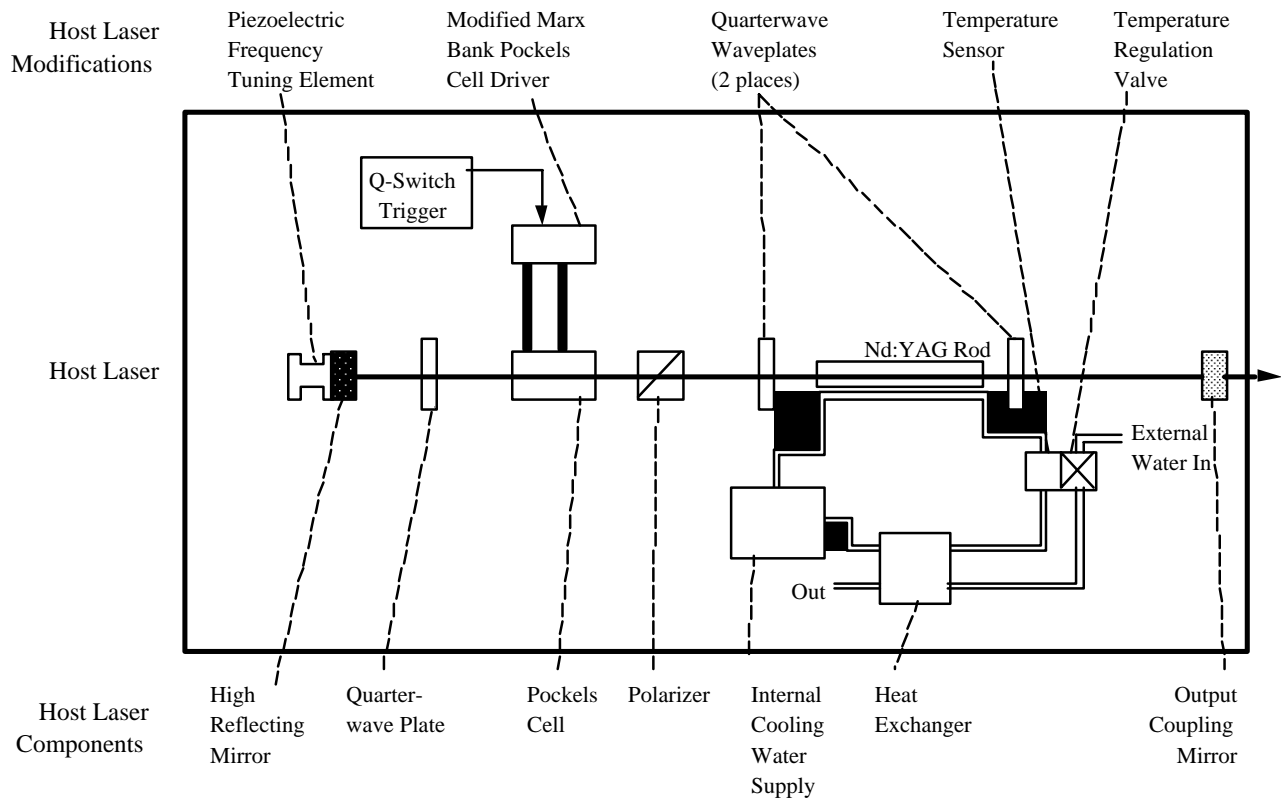 Host Laser
Modifications
Piezoelectric
Frequency
Tuning Element
Modified Marx
Bank Pockels
Cell Driver
Quarterwave
Waveplates
(2 places)
Temperature
Sensor
Temperature
Regulation
Valve
Q-Switch
Trigger
Host Laser
Nd:YAG Rod
External
Water In
Out
Host Laser
Components
High
Reflecting
Mirror
Quarter-
wave Plate
Pockels
Cell
Polarizer
Internal
Cooling
Water
Supply
Heat
Exchanger
Output
Coupling
Mirror